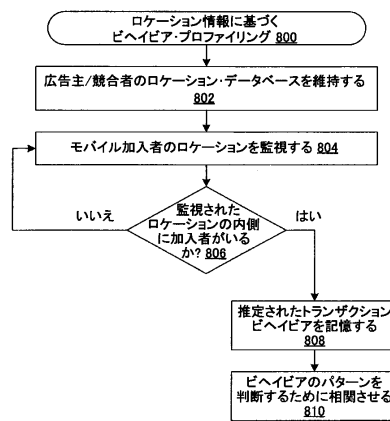 ロケーション情報に基づく
ビヘイビア・プロファイリング 800
広告主/競合者のロケーション・データベースを維持する
802
モバイル加入者のロケーションを監視する 804
監視された
ロケーションの内側
に加入者がいる
か? 806
いいえ
はい
推定されたトランザクション
ビヘイビアを記憶する
808
ビヘイビアのパターンを
判断するために相関させる
810